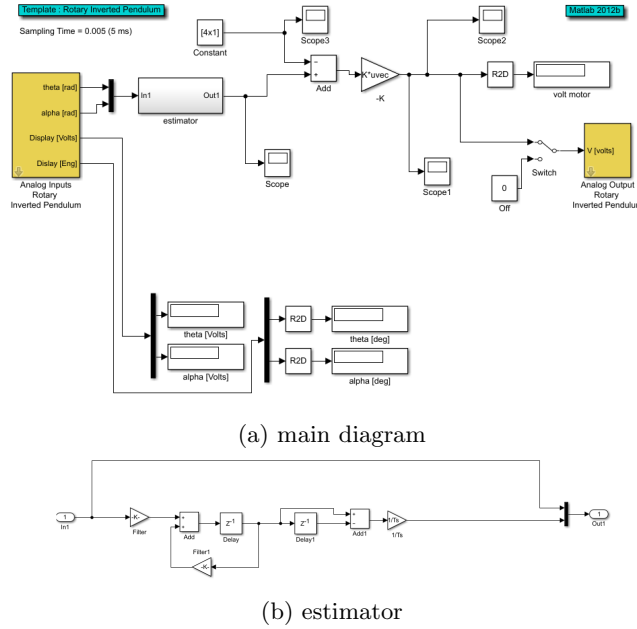 Template : Rotary Inverted Pendulum
Matlab 2012b
Sampling Time = 0.005 (5 ms)
[4x1]
Constant
Scope3
Scope2
−
+
Add
K*uvec
-K
R2D
volt motor
theta [rad]
alpha [rad]
Display [Volts]
Dislay [Eng]
Analog Inputs
Rotary
Inverted Pendulum
In1
Out1
estimator
Scope
Scope1
0
Off
Switch
V [volts]
Analog Output
Rotary
Inverted Pendulu
theta [Volts]
alpha [Volts]
R2D
theta [deg]
R2D
alpha [deg]
(a) main diagram
1
In1
-K-
Filter
+
+
Add
Z-1
Delay
Z-1
Delay1
+
−
Add1
1/Ts
1/Ts
Filter1
-K-
1
Out1
(b) estimator